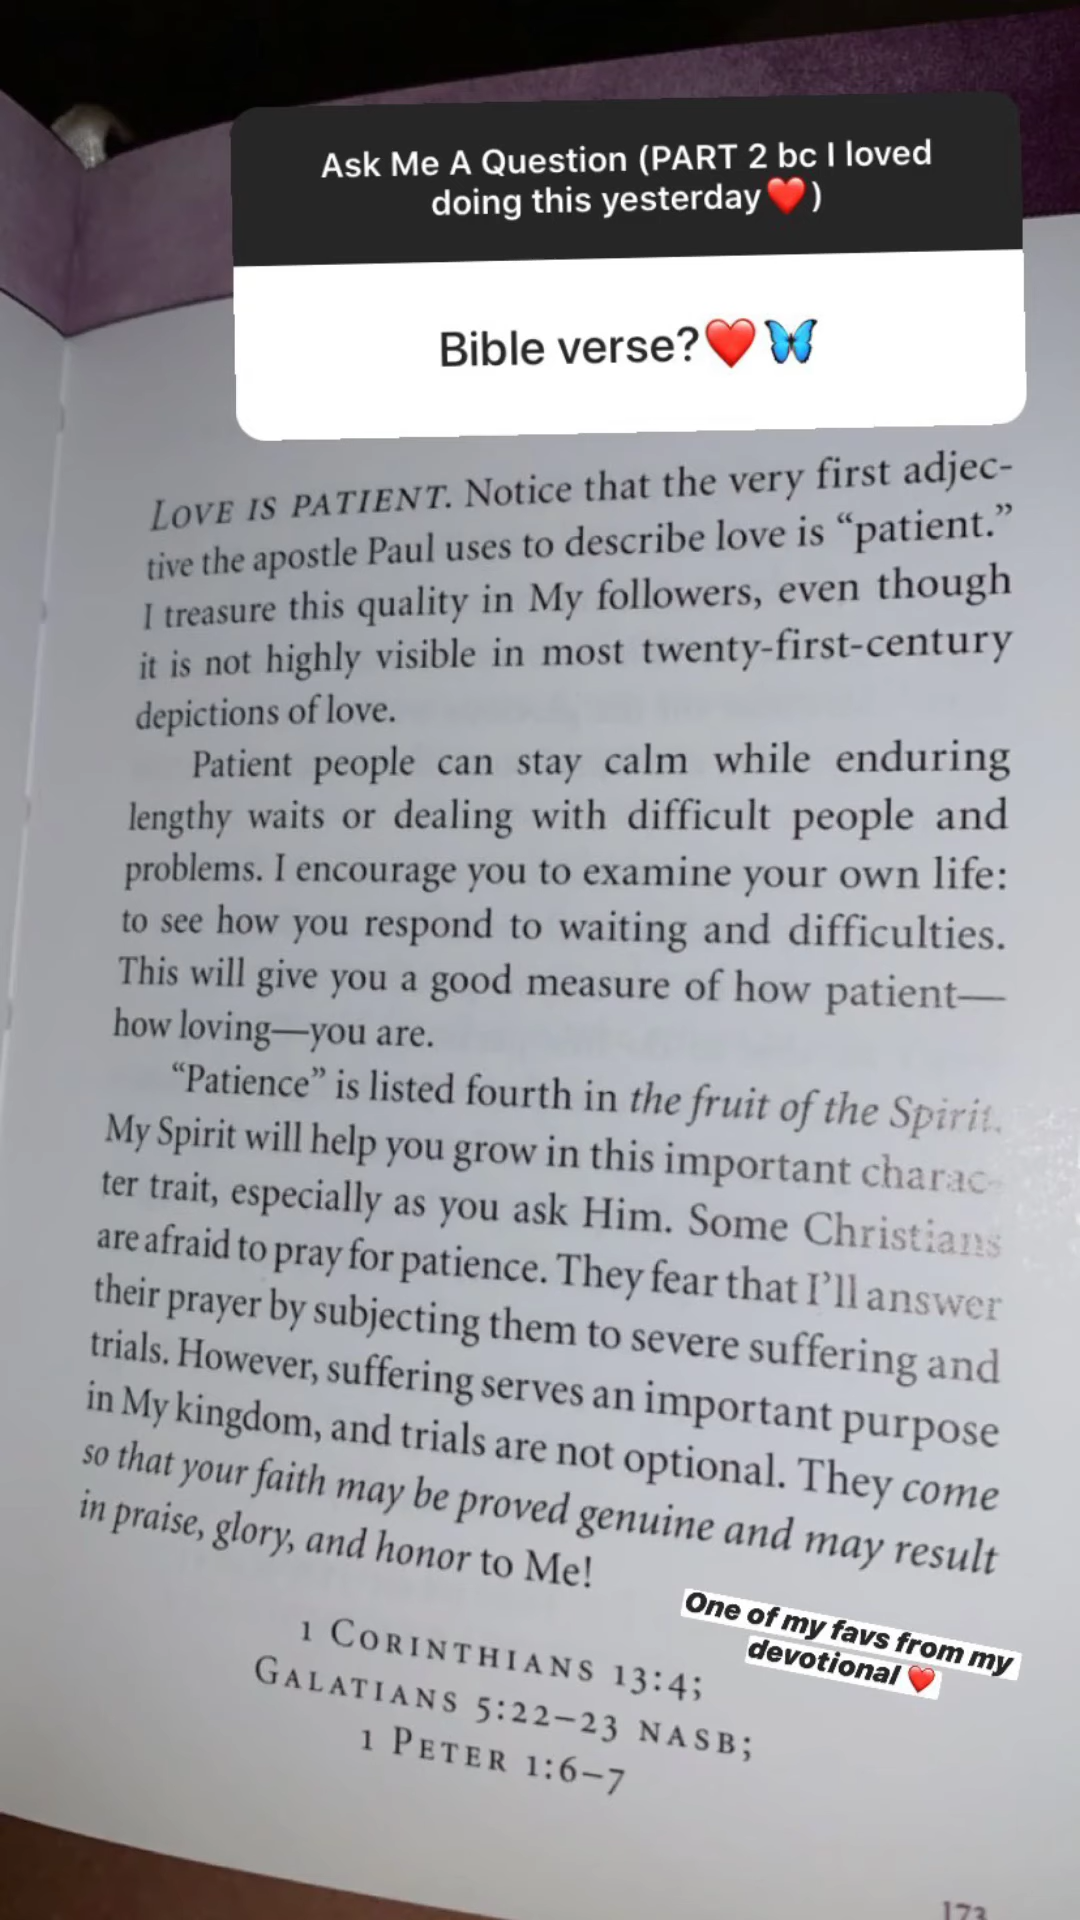 Ask Me A Question (PART 2 bc I loved
doing this yesterday❤️)
Bible verse?❤️🦋
LOVE IS PATIENT. Notice that the very first adjec-
tive the apostle Paul uses to describe love is “patient.”
I treasure this quality in My followers, even though
it is not highly visible in most twenty-first-century
depictions of love.
Patient people can stay calm while enduring
lengthy waits or dealing with difficult people and
problems. I encourage you to examine your own life:
to see how you respond to waiting and difficulties.
This will give you a good measure of how patient—
how loving—you are.
“Patience” is listed fourth in the fruit of the Spirit.
My Spirit will help you grow in this important charac-
ter trait, especially as you ask Him. Some Christians
are afraid to pray for patience. They fear that I’ll answer
their prayer by subjecting them to severe suffering and
trials. However, suffering serves an important purpose
in My kingdom, and trials are not optional. They come
so that your faith may be proved genuine and may result
in praise, glory, and honor to Me!
One of my favs from my
devotional ❤️
1 CORINTHIANS 13:4;
GALATIANS 5:22–23 NASB;
1 PETER 1:6–7
173